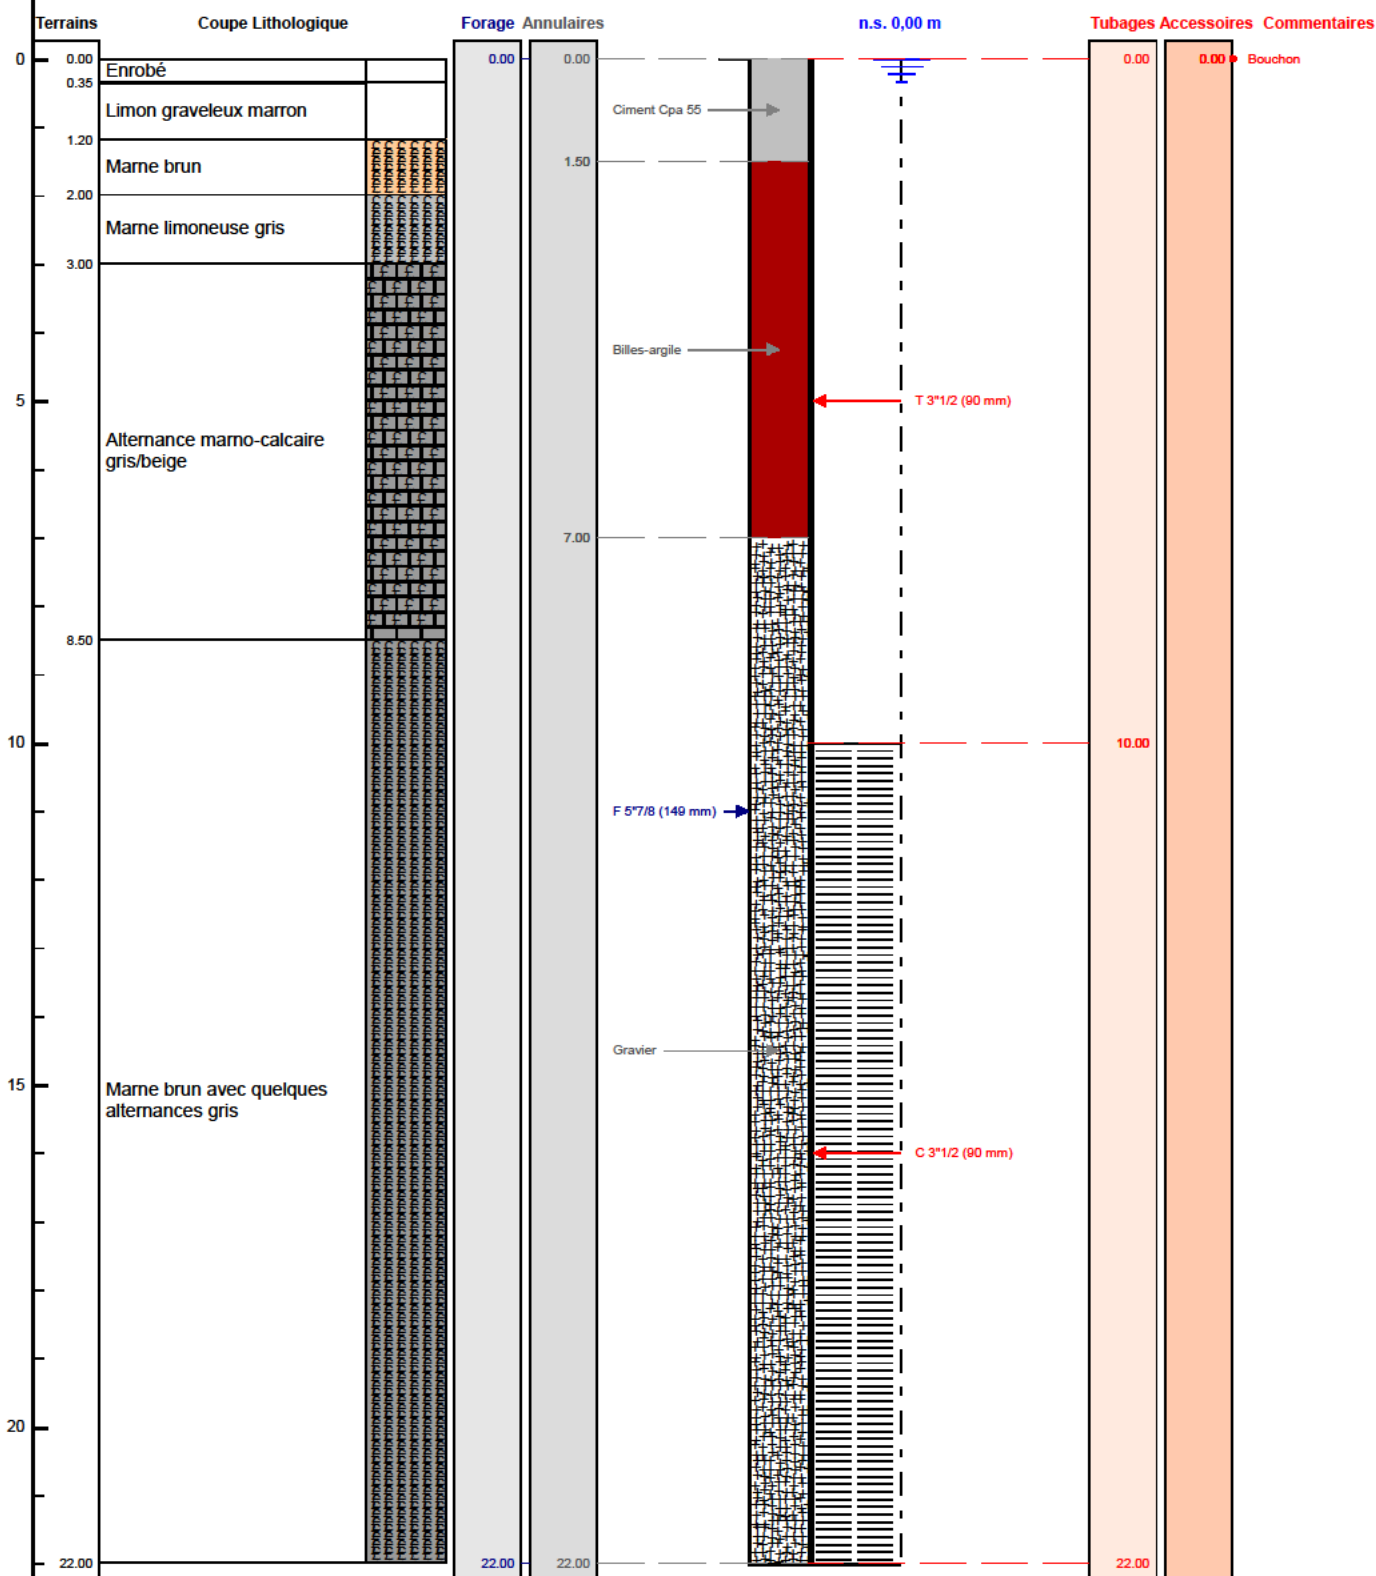 Terrains Coupe Lithologique Forage Annulaires n.s. 0,00 m Tubages Accessoires Commentaires
0 0.00 Enrobé 0.00 0.00 0.00 0.00 Bouchon
0.35
Limon graveleux marron Ciment Cpa 55
1.20
Marne brun 1.50
2.00
Marne limoneuse gris
3.00
Billes-argile
5 T 3"1/2 (90 mm)
Alternance marno-calcaire
gris/beige
7.00
8.50
10 10.00
F 5"7/8 (149 mm)
Gravier
15 Marne brun avec quelques
alternances gris
C 3"1/2 (90 mm)
20
22.00 22.00 22.00 22.00